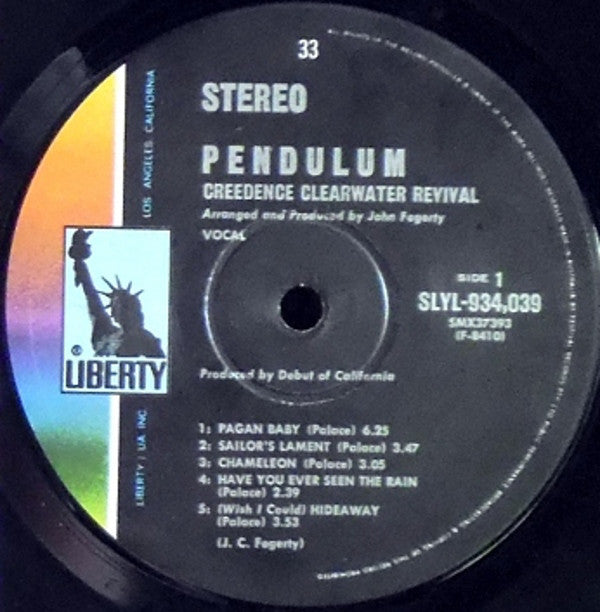 33
STEREO
PENDULUM
CREEDENCE CLEARWATER REVIVAL
Arranged and Produced by John Fogerty
VOCAL
SIDE 1
SLYL-934,039
SMX37393
(F-8410)
LIBERTY
LOS ANGELES CALIFORNIA
LIBERTY / UA INC
Produced by Debut of California
1: PAGAN BABY (Palace) 6.25
2: SAILOR'S LAMENT (Palace) 3.47
3: CHAMELEON (Palace) 3.05
4: HAVE YOU EVER SEEN THE RAIN
(Palace) 2.39
5: (Wish I Could) HIDEAWAY
(Palace) 3.53
(J. C. Fogerty)